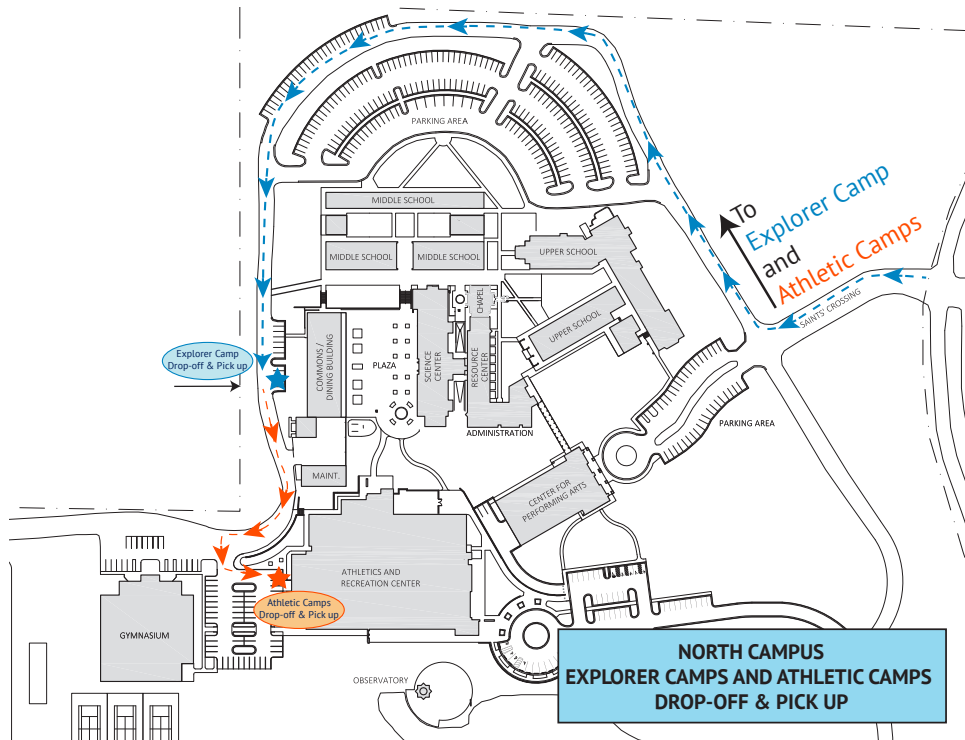 PARKING AREA
MIDDLE SCHOOL
MIDDLE SCHOOL
MIDDLE SCHOOL
UPPER SCHOOL
To
Explorer Camp
and
Athletic Camps
SAINTS' CROSSING
CHAPEL
UPPER SCHOOL
Explorer Camp
Drop-off & Pick up
COMMONS /
DINING BUILDING
PLAZA
SCIENCE
CENTER
RESOURCE
CENTER
ADMINISTRATION
PARKING AREA
MAINT.
CENTER FOR
PERFORMING ARTS
ATHLETICS AND
RECREATION CENTER
Athletic Camps
Drop-off & Pick up
GYMNASIUM
OBSERVATORY
NORTH CAMPUS
EXPLORER CAMPS AND ATHLETIC CAMPS
DROP-OFF & PICK UP